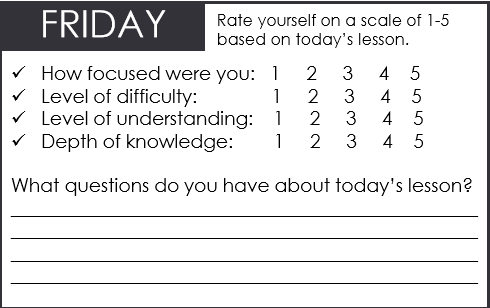 FRIDAY
Rate yourself on a scale of 1-5
based on today's lesson.
✓ How focused were you: 1 2 3 4 5
✓ Level of difficulty: 1 2 3 4 5
✓ Level of understanding: 1 2 3 4 5
✓ Depth of knowledge: 1 2 3 4 5
What questions do you have about today's lesson?